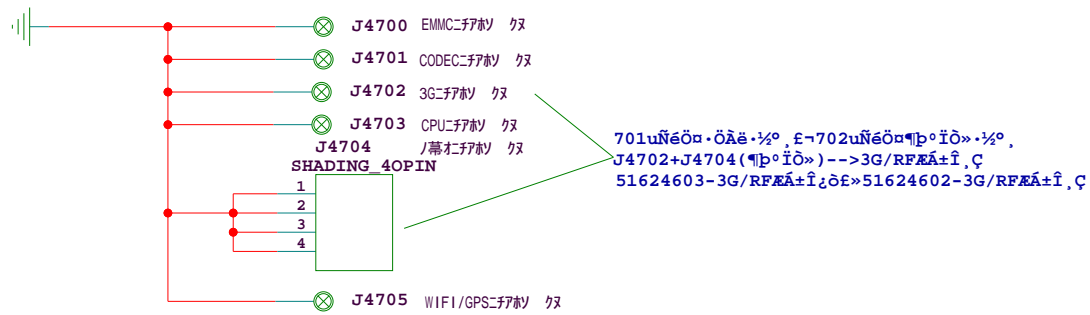 J4700 EMMCﾆﾁｱﾎｿ ｸﾇ
J4701 CODECﾆﾁｱﾎｿ ｸﾇ
J4702 3Gﾆﾁｱﾎｿ ｸﾇ
J4703 CPUﾆﾁｱﾎｿ ｸﾇ
J4704 ﾉ幕ｵﾆﾁｱﾎｿ ｸﾇ
SHADING_4OPIN
1
2
3
4
J4705 WIFI/GPSﾆﾁｱﾎｿ ｸﾇ
701uÑéÖ¤·ÖÀë·½°¸£¬702uÑéÖ¤¶þºÏÒ»·½°¸
J4702+J4704(¶þºÏÒ»)-->3G/RFÆÁ±Î¸Ç
51624603-3G/RFÆÁ±Î¿ò£»51624602-3G/RFÆÁ±Î¸Ç